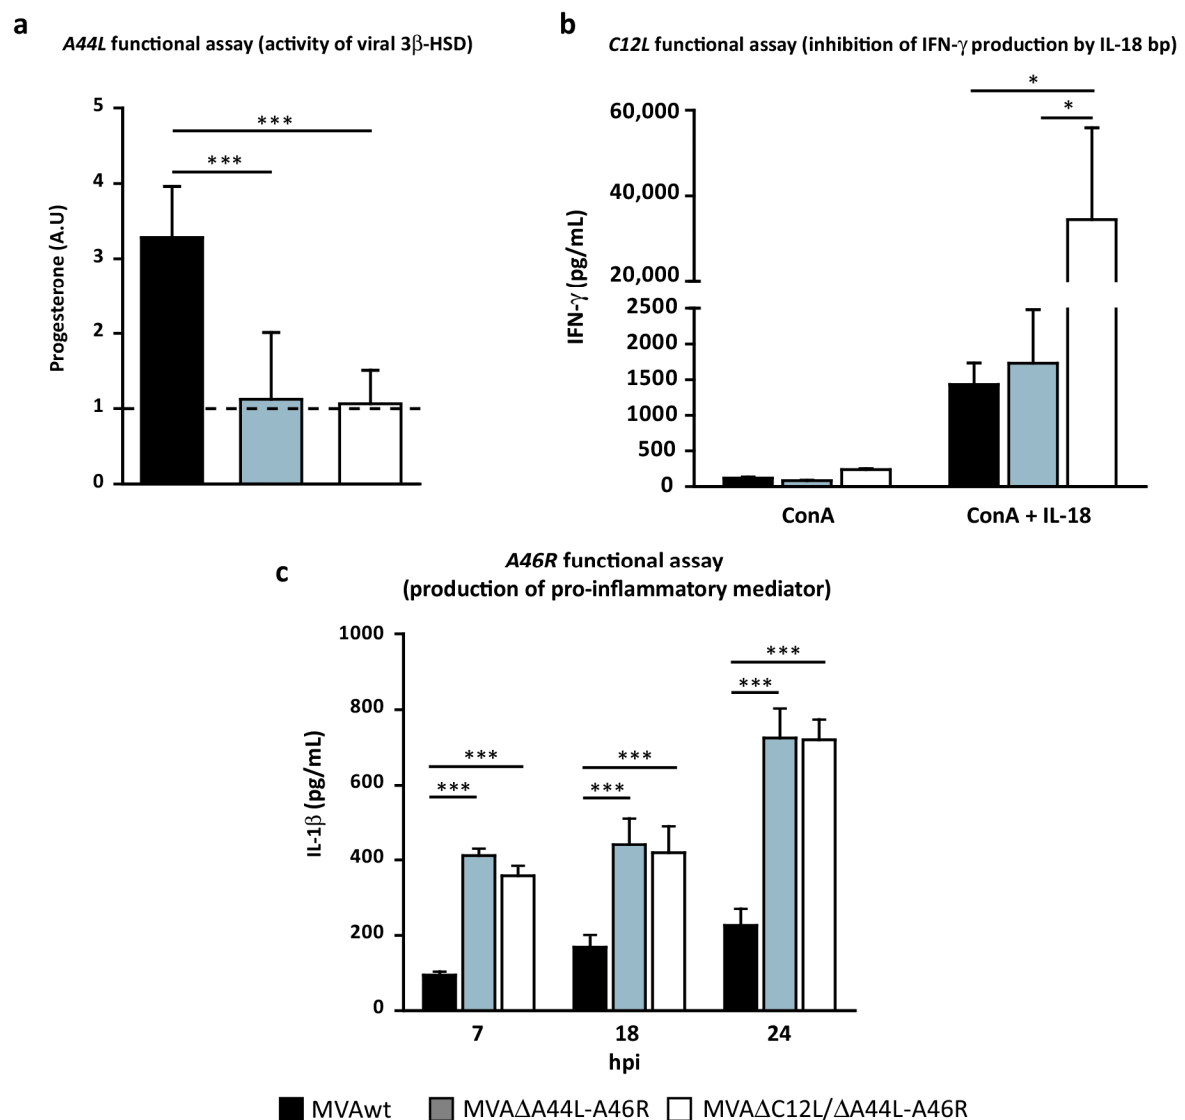 a
A44L functional assay (activity of viral 3β-HSD)
Progesterone (A.U)
5
4
3
2
1
0
***
***
b
C12L functional assay (inhibition of IFN-γ production by IL-18 bp)
IFN-γ (pg/mL)
60,000
40,000
20,000
2500
2000
1500
1000
500
0
*
*
ConA
ConA + IL-18
c
A46R functional assay
(production of pro-inflammatory mediator)
IL-1β (pg/mL)
1000
800
600
400
200
0
***
***
***
***
***
***
7
18
24
hpi
MVAwt
MVAΔA44L-A46R
MVAΔC12L/ΔA44L-A46R